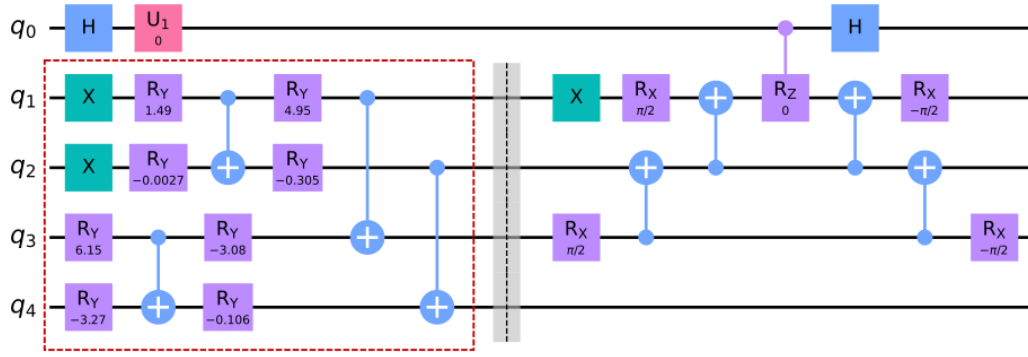 q0 H U1 0 H
q1 X RY 1.49 RY 4.95 X RX π/2 RZ 0 RX −π/2
q2 X RY −0.0027 RY −0.305
q3 RY 6.15 RY −3.08 RX π/2 RX −π/2
q4 RY −3.27 RY −0.106